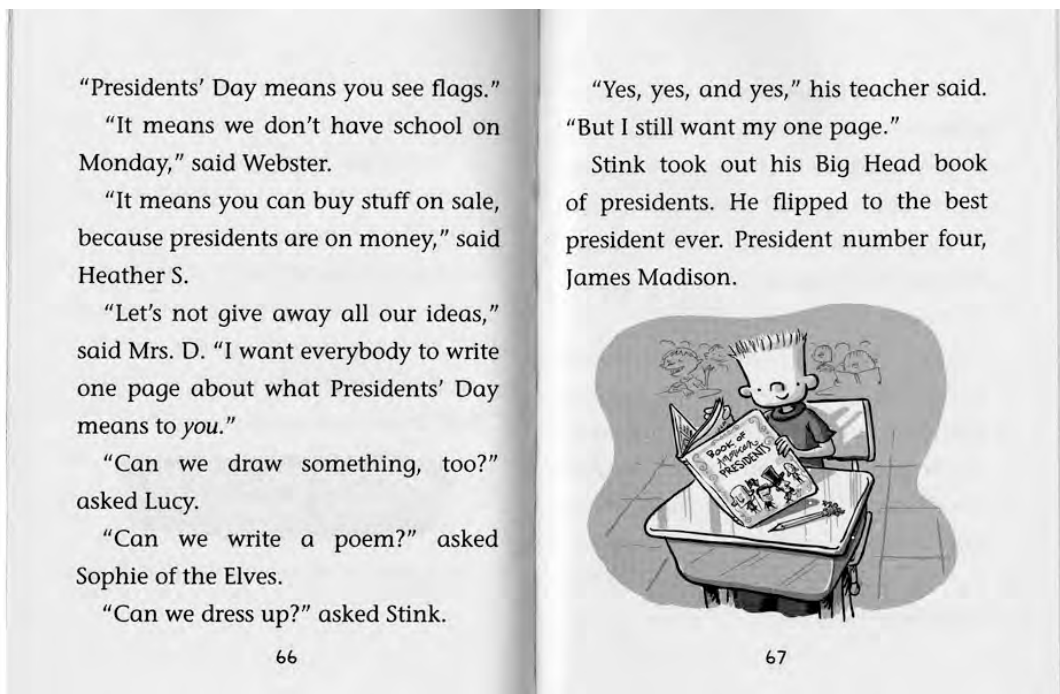 “Presidents’ Day means you see flags.”
“It means we don’t have school on
Monday,” said Webster.
“It means you can buy stuff on sale,
because presidents are on money,” said
Heather S.
“Let’s not give away all our ideas,”
said Mrs. D. “I want everybody to write
one page about what Presidents’ Day
means to you.”
“Can we draw something, too?”
asked Lucy.
“Can we write a poem?” asked
Sophie of the Elves.
“Can we dress up?” asked Stink.
66
“Yes, yes, and yes,” his teacher said.
“But I still want my one page.”
Stink took out his Big Head book
of presidents. He flipped to the best
president ever. President number four,
James Madison.
BOOK OF
American
PRESIDENTS
67